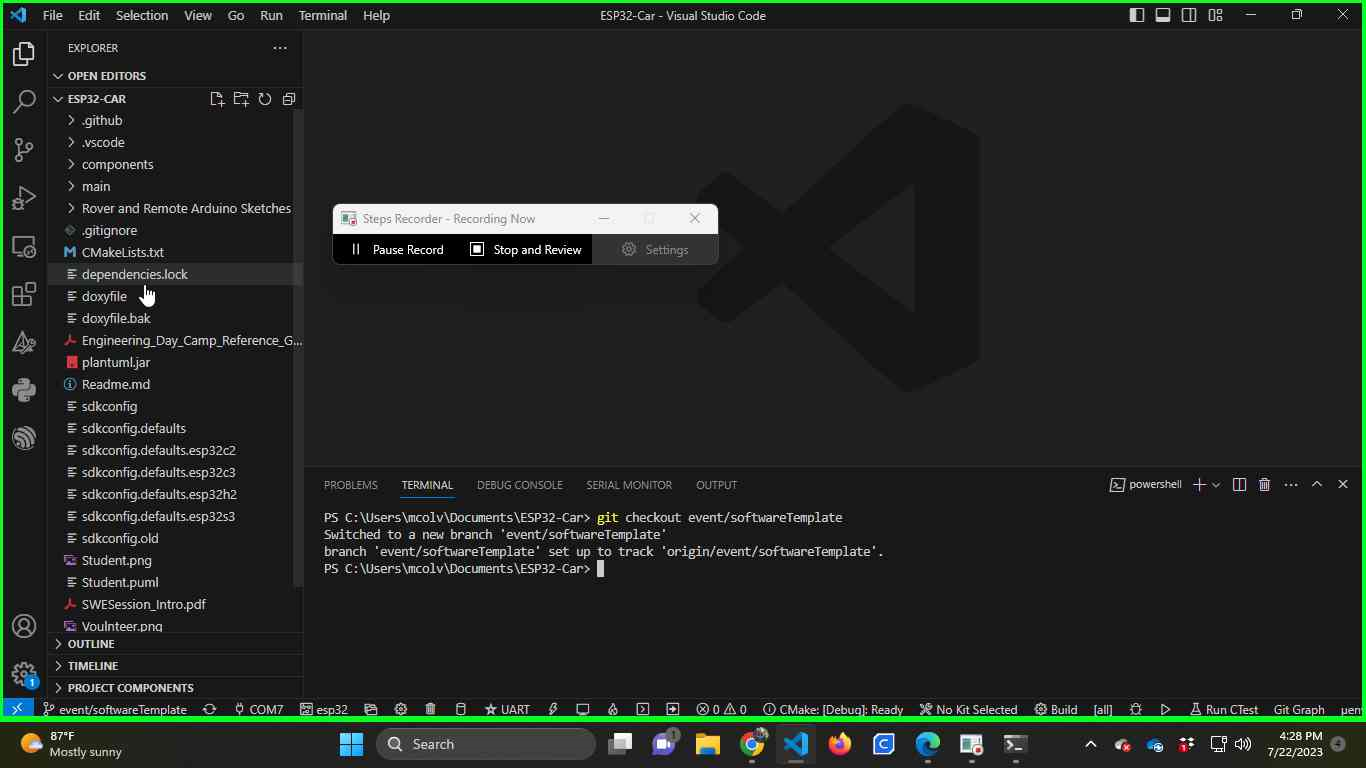 File Edit Selection View Go Run Terminal Help
ESP32-Car - Visual Studio Code
EXPLORER
OPEN EDITORS
ESP32-CAR
.github
.vscode
components
main
Rover and Remote Arduino Sketches
.gitignore
CMakeLists.txt
dependencies.lock
doxyfile
doxyfile.bak
Engineering_Day_Camp_Reference_G...
plantuml.jar
Readme.md
sdkconfig
sdkconfig.defaults
sdkconfig.defaults.esp32c2
sdkconfig.defaults.esp32c3
sdkconfig.defaults.esp32h2
sdkconfig.defaults.esp32s3
sdkconfig.old
Student.png
Student.puml
SWESession_Intro.pdf
Voulnteer.png
OUTLINE
TIMELINE
PROJECT COMPONENTS
Steps Recorder - Recording Now
Pause Record Stop and Review Settings
PROBLEMS TERMINAL DEBUG CONSOLE SERIAL MONITOR OUTPUT
powershell
PS C:\Users\mcolv\Documents\ESP32-Car> git checkout event/softwareTemplate
Switched to a new branch 'event/softwareTemplate'
branch 'event/softwareTemplate' set up to track 'origin/event/softwareTemplate'.
PS C:\Users\mcolv\Documents\ESP32-Car>
1
event/softwareTemplate COM7 esp32 UART 0 0 CMake: [Debug]: Ready No Kit Selected Build [all] Run CTest Git Graph
87°F
Mostly sunny
Search
1
1
4:28 PM
7/22/2023
4